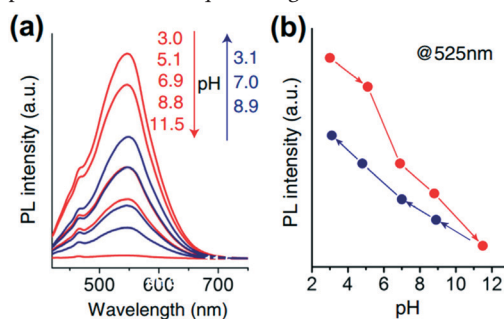 (a)
3.0
5.1
6.9
8.8
11.5
pH
3.1
7.0
8.9
PL intensity (a.u.)
500
600
700
Wavelength (nm)
(b)
@525nm
PL intensity (a.u.)
2
4
6
8
10
12
pH